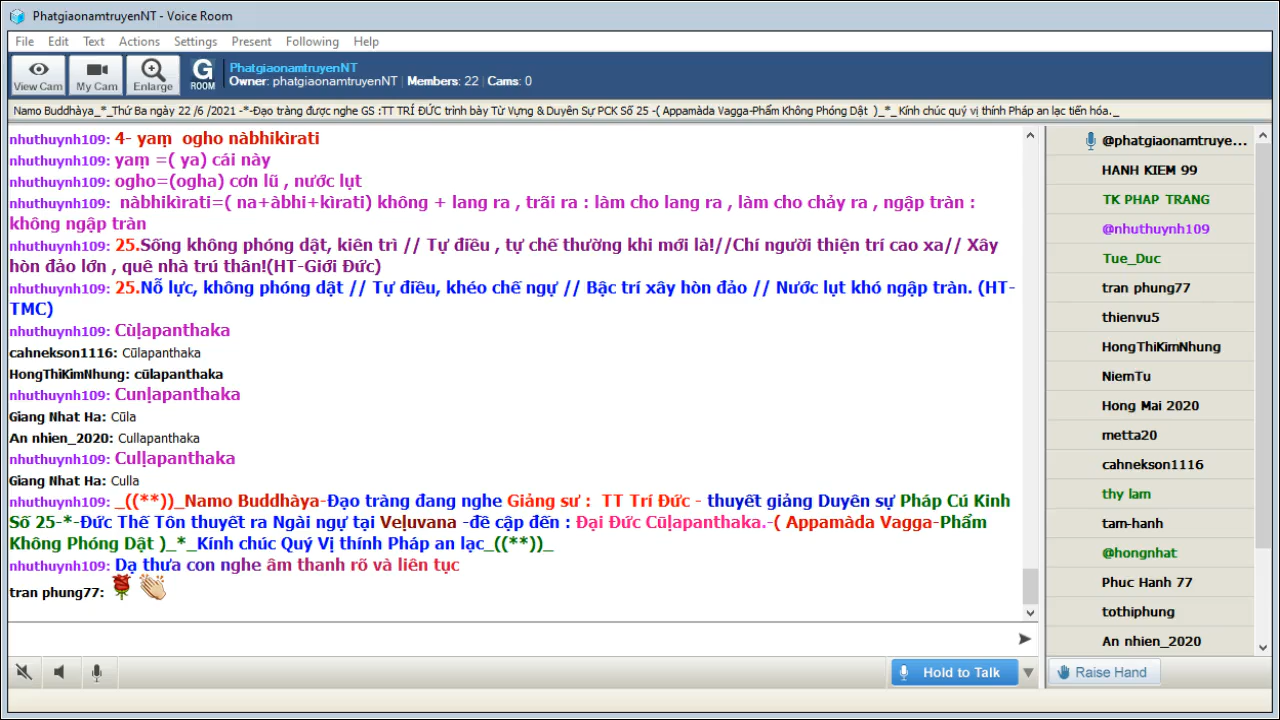 PhatgiaonamtruyenNT - Voice Room
File Edit Text Actions Settings Present Following Help
View Cam My Cam Enlarge G ROOM
PhatgiaonamtruyenNT
Owner: phatgiaonamtruyenNT Members: 22 Cams: 0
Namo Buddhàya_*_Thứ Ba ngày 22 /6 /2021 -*-Đạo tràng được nghe GS :TT TRÍ ĐỨC trình bày Từ Vựng & Duyên Sự PCK Số 25 -( Appamàda Vagga-Phẩm Không Phóng Dật )_*_Kính chúc quý vị thính Pháp an lạc tiến hóa._
nhuthuynh109: 4- yaṃ ogho nàbhikìrati
nhuthuynh109: yaṃ =( ya) cái này
nhuthuynh109: ogho=(ogha) cơn lũ , nước lụt
nhuthuynh109: nàbhikìrati=( na+àbhi+kìrati) không + lang ra , trãi ra : làm cho lang ra , làm cho chảy ra , ngập tràn :
không ngập tràn
nhuthuynh109: 25.Sống không phóng dật, kiên trì // Tự điều , tự chế thường khi mới là!//Chỉ người thiện trí cao xa// Xây
hòn đảo lớn , quê nhà trú thân!(HT-Giới Đức)
nhuthuynh109: 25.Nỗ lực, không phóng dật // Tự điều, khéo chế ngự // Bậc trí xây hòn đảo // Nước lụt khó ngập tràn. (HT-
TMC)
nhuthuynh109: Cùḷapanthaka
cahnekson1116: Cūlapanthaka
HongThiKimNhung: cūlapanthaka
nhuthuynh109: Cunḷapanthaka
Giang Nhat Ha: Cūla
An nhien_2020: Cullapanthaka
nhuthuynh109: Culḷapanthaka
Giang Nhat Ha: Culla
nhuthuynh109: _((**))_Namo Buddhàya-Đạo tràng đang nghe Giảng sư : TT Trí Đức - thuyết giảng Duyên sự Pháp Cú Kinh
Số 25-*-Đức Thế Tôn thuyết ra Ngài ngự tại Veḷuvana -đề cập đến : Đại Đức Cūḷapanthaka.-( Appamàda Vagga-Phẩm
Không Phóng Dật )_*_Kính chúc Quý Vị thính Pháp an lạc_((**))_
nhuthuynh109: Dạ thưa con nghe âm thanh rõ và liên tục
tran phung77:
Hold to Talk
@phatgiaonamtruye...
HANH KIEM 99
TK PHAP TRANG
@nhuthuynh109
Tue_Duc
tran phung77
thienvu5
HongThiKimNhung
NiemTu
Hong Mai 2020
metta20
cahnekson1116
thy lam
tam-hanh
@hongnhat
Phuc Hanh 77
tothiphung
An nhien_2020
Raise Hand